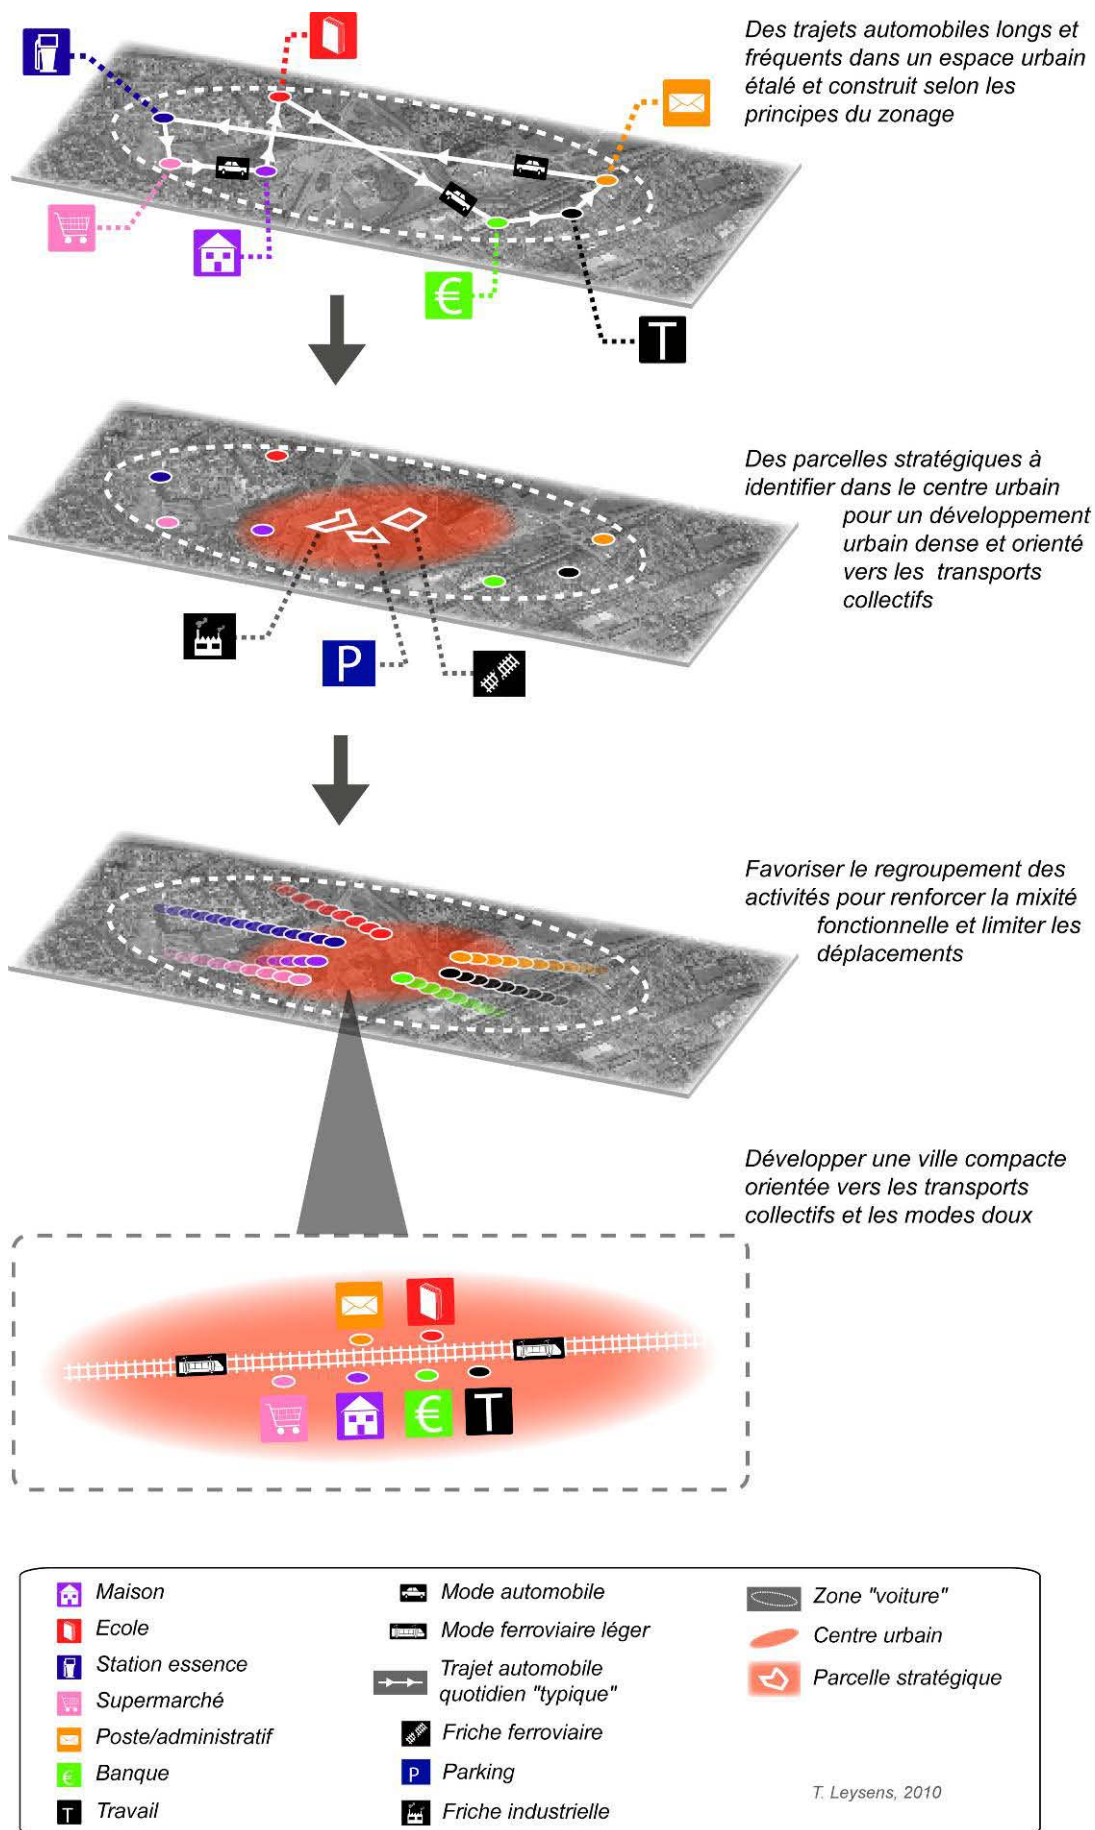 Des trajets automobiles longs et
fréquents dans un espace urbain
étalé et construit selon les
principes du zonage
€
T
Des parcelles stratégiques à
identifier dans le centre urbain
pour un développement
urbain dense et orienté
vers les transports
collectifs
P
Favoriser le regroupement des
activités pour renforcer la mixité
fonctionnelle et limiter les
déplacements
Développer une ville compacte
orientée vers les transports
collectifs et les modes doux
€
T
Maison
Ecole
Station essence
Supermarché
Poste/administratif
€ Banque
T Travail
Mode automobile
Mode ferroviaire léger
Trajet automobile
quotidien "typique"
Friche ferroviaire
P Parking
Friche industrielle
Zone "voiture"
Centre urbain
Parcelle stratégique
T. Leysens, 2010